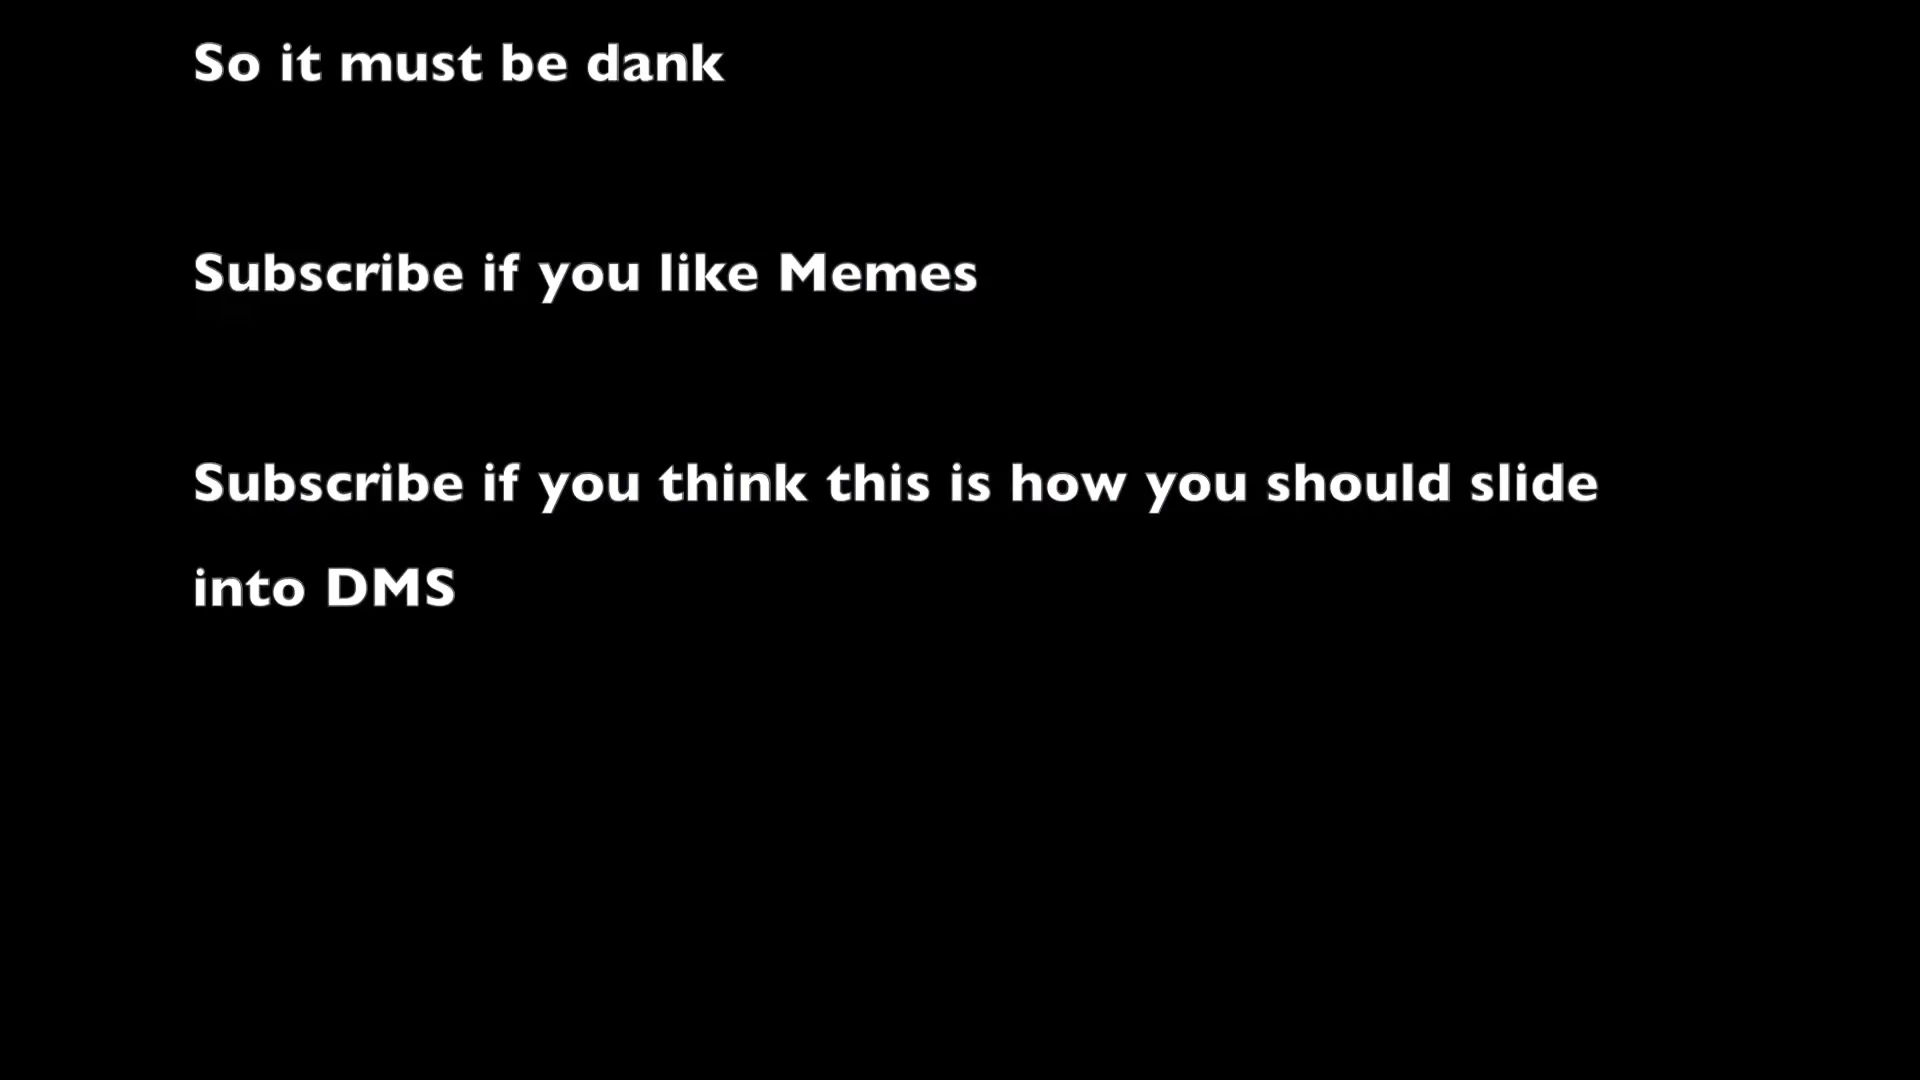 So it must be dank
Subscribe if you like Memes
Subscribe if you think this is how you should slide
into DMS